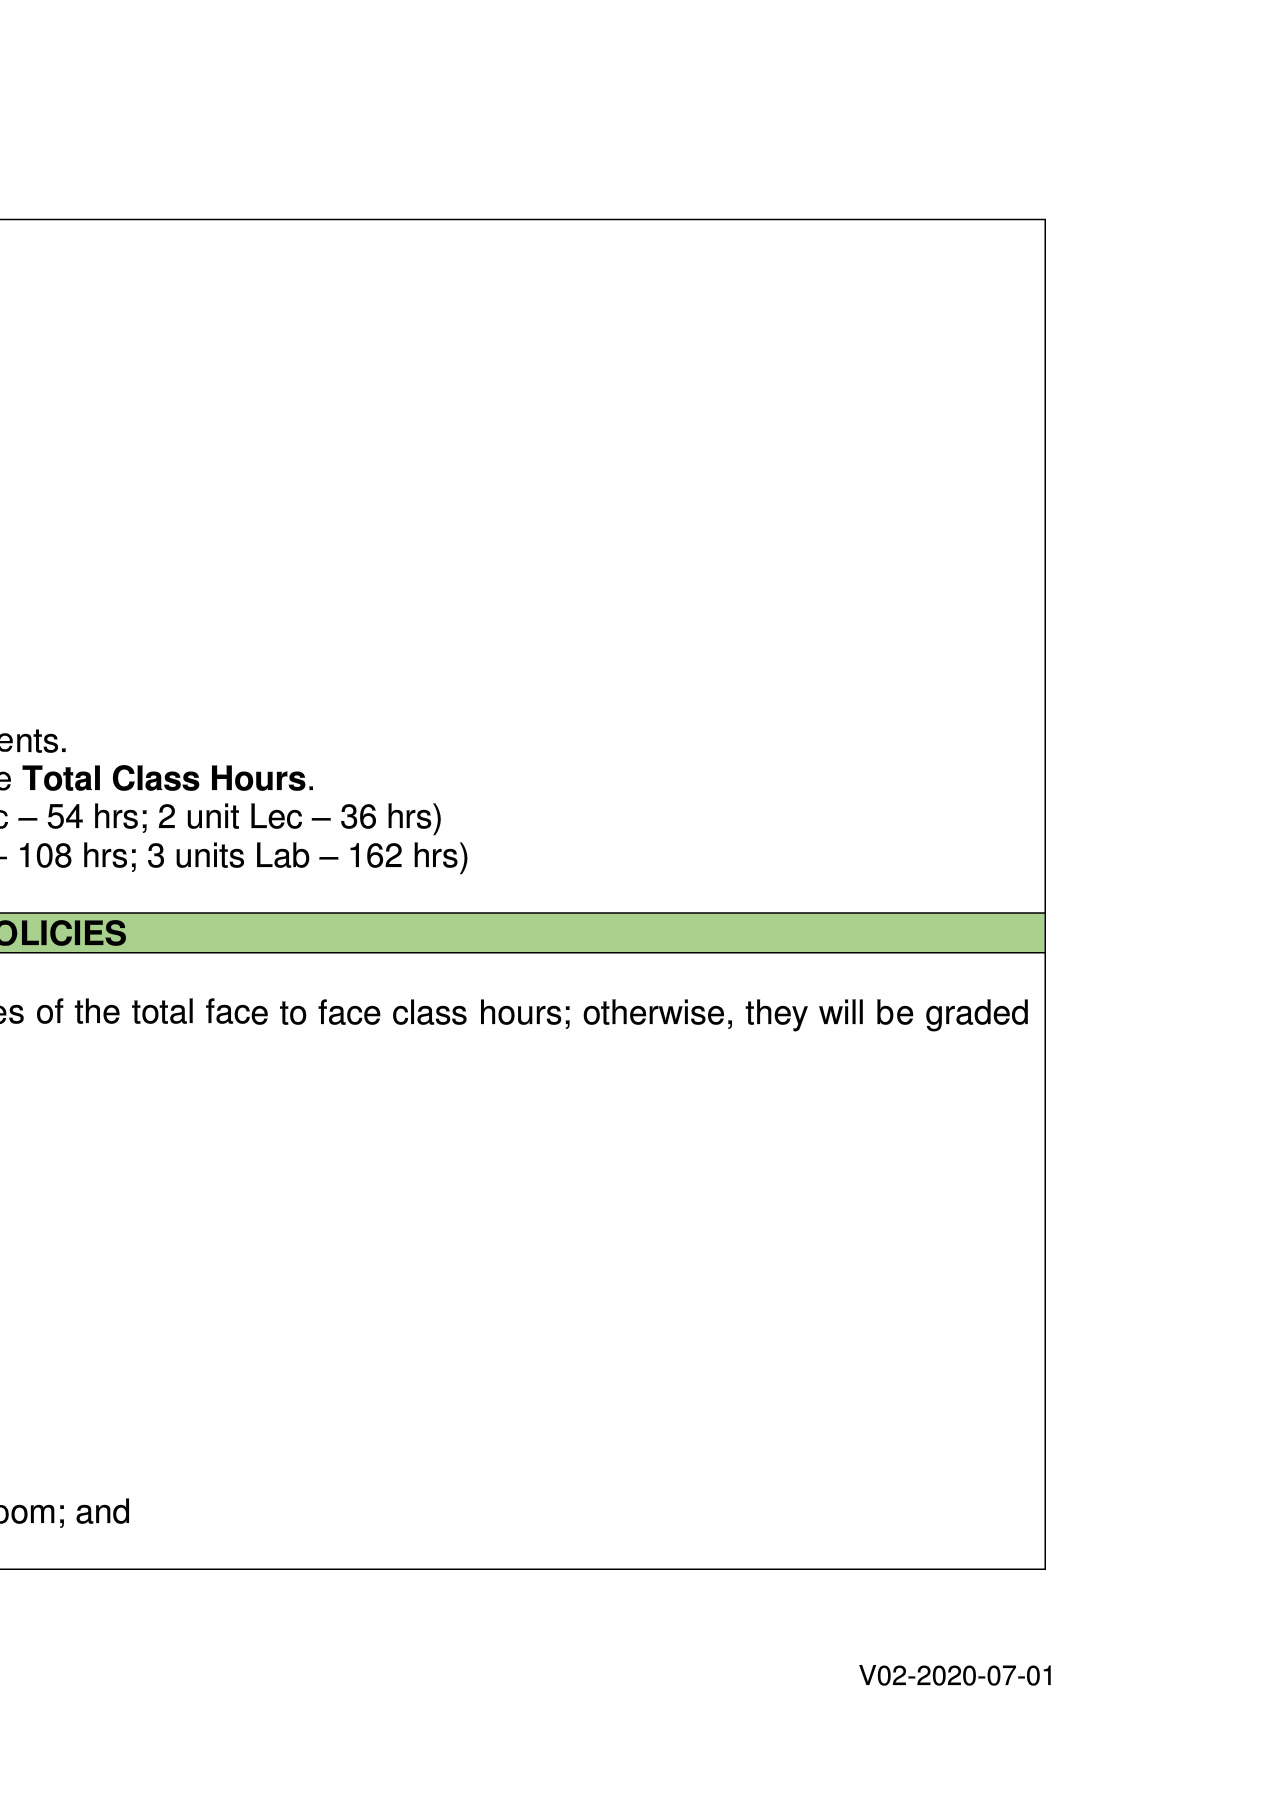 ents.
e Total Class Hours.
c – 54 hrs; 2 unit Lec – 36 hrs)
- 108 hrs; 3 units Lab – 162 hrs)
OLICIES
es of the total face to face class hours; otherwise, they will be graded
oom; and
V02-2020-07-01